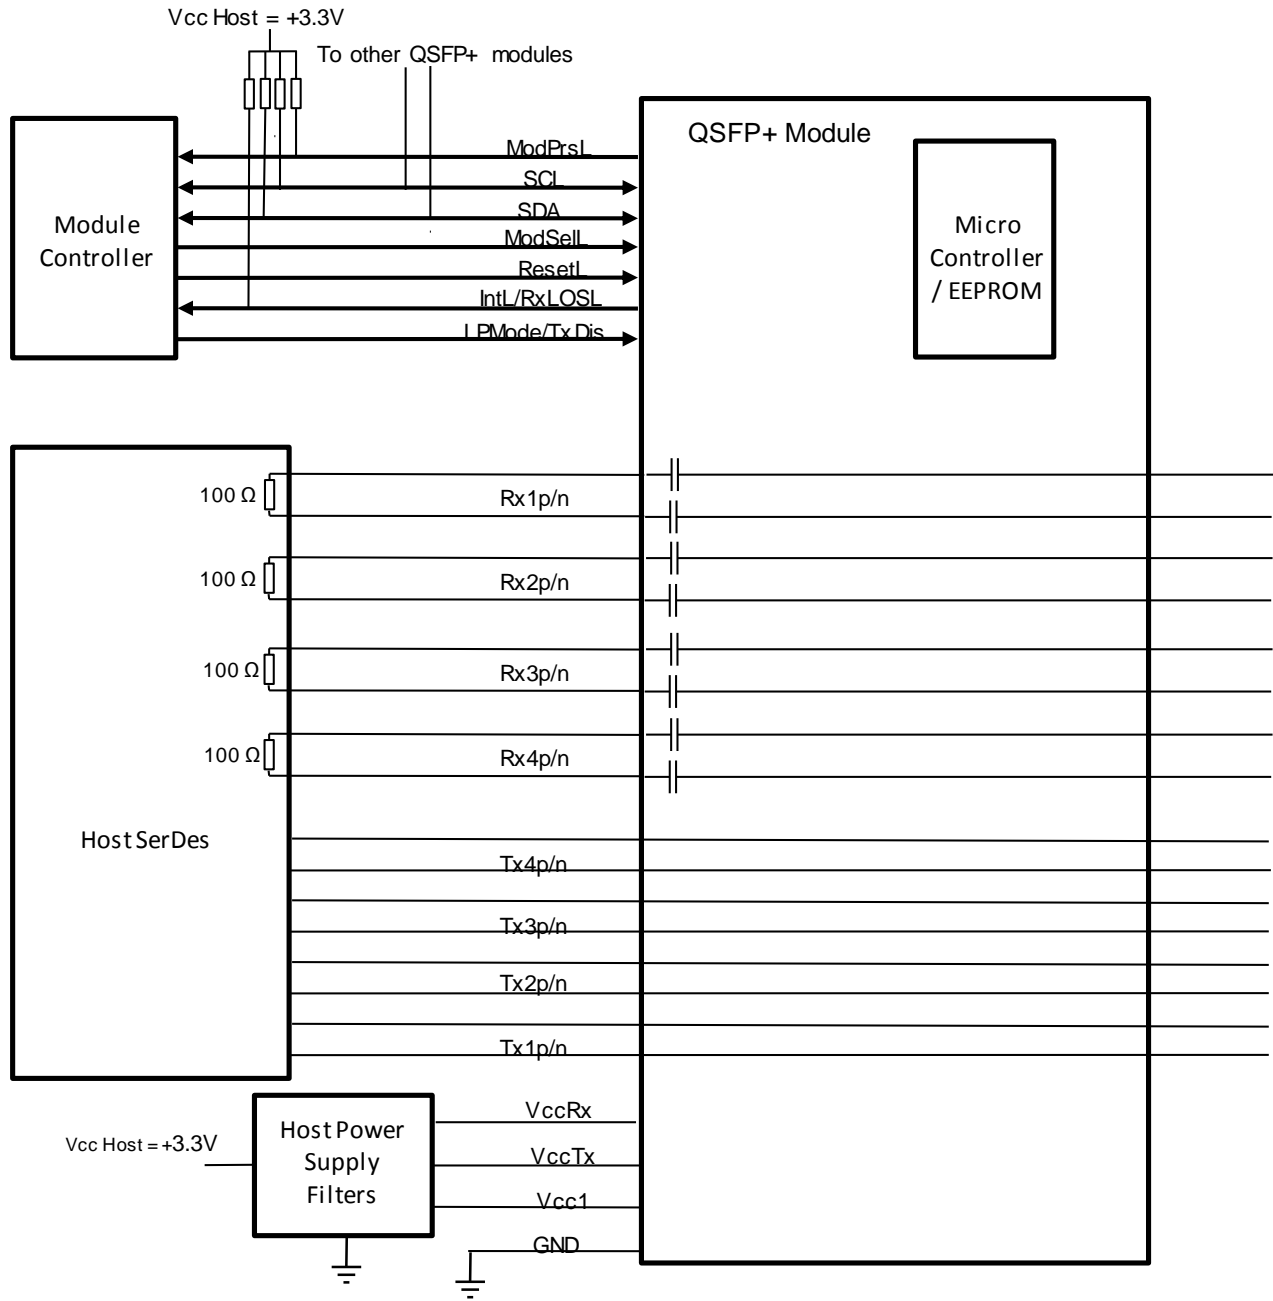 Vcc Host = +3.3V
To other QSFP+ modules
QSFP+ Module
ModPrsL
SCL
SDA
ModSelL
ResetL
IntL/RxLOSL
LPMode/TxDis
Module
Controller
Micro
Controller
/ EEPROM
100 Ω
Rx1p/n
100 Ω
Rx2p/n
100 Ω
Rx3p/n
100 Ω
Rx4p/n
Host SerDes
Tx4p/n
Tx3p/n
Tx2p/n
Tx1p/n
Vcc Host = +3.3V
Host Power
Supply
Filters
VccRx
VccTx
Vcc1
GND